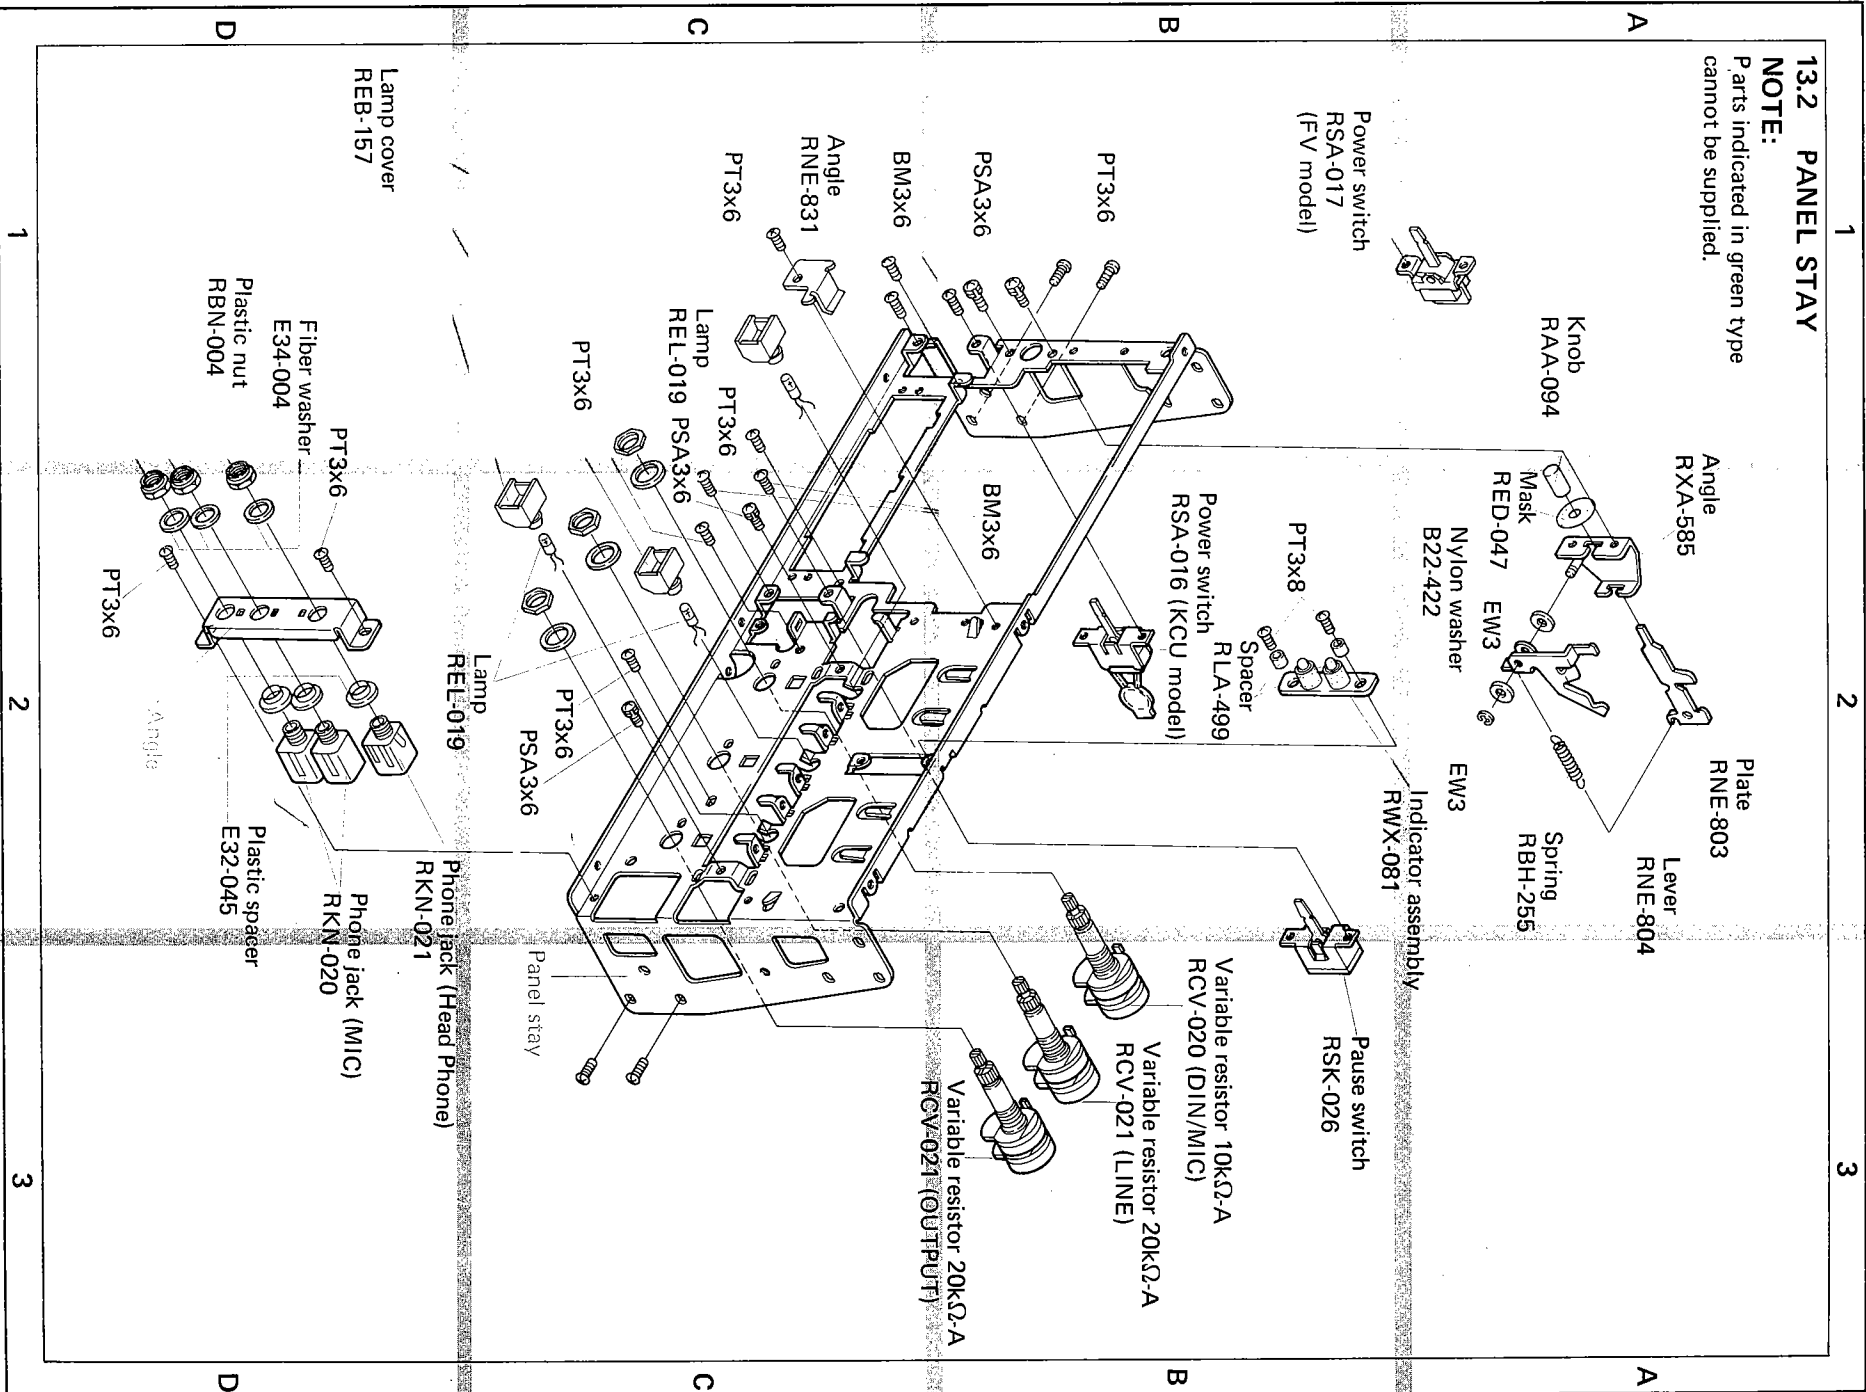 13.2 PANEL STAY
NOTE:
Parts indicated in green type
cannot be supplied.
1
2
3
A
B
C
D
Power switch
RSA-017
(FV model)
Knob
RAA-094
Angle
RXA-585
Mask
RED-047
Nylon washer
B22-422
EW3
Plate
RNE-803
Lever
RNE-804
Spring
RBH-255
EW3
Indicator assembly
RWX-081
PT3x6
PSA3x6
BM3x6
Angle
RNE-831
PT3x6
PT3x8
Spacer
RLA-499
Power switch
RSA-016 (KCU model)
BM3x6
Pause switch
RSK-026
Variable resistor 10kΩ-A
RCV-020 (DIN/MIC)
Variable resistor 20kΩ-A
RCV-021 (LINE)
Variable resistor 20kΩ-A
RCV-021 (OUTPUT)
Lamp
REL-019
PT3x6
PSA3x6
PT3x6
Lamp
REL-019
PT3x6
PSA3x6
Panel stay
Lamp cover
REB-157
Plastic nut
RBN-004
Fiber washer
E34-004
PT3x6
PT3x6
Angle
Phone jack (Head Phone)
RKN-021
Phone jack (MIC)
RKN-020
Plastic spacer
E32-045
1
2
3
A
B
C
D